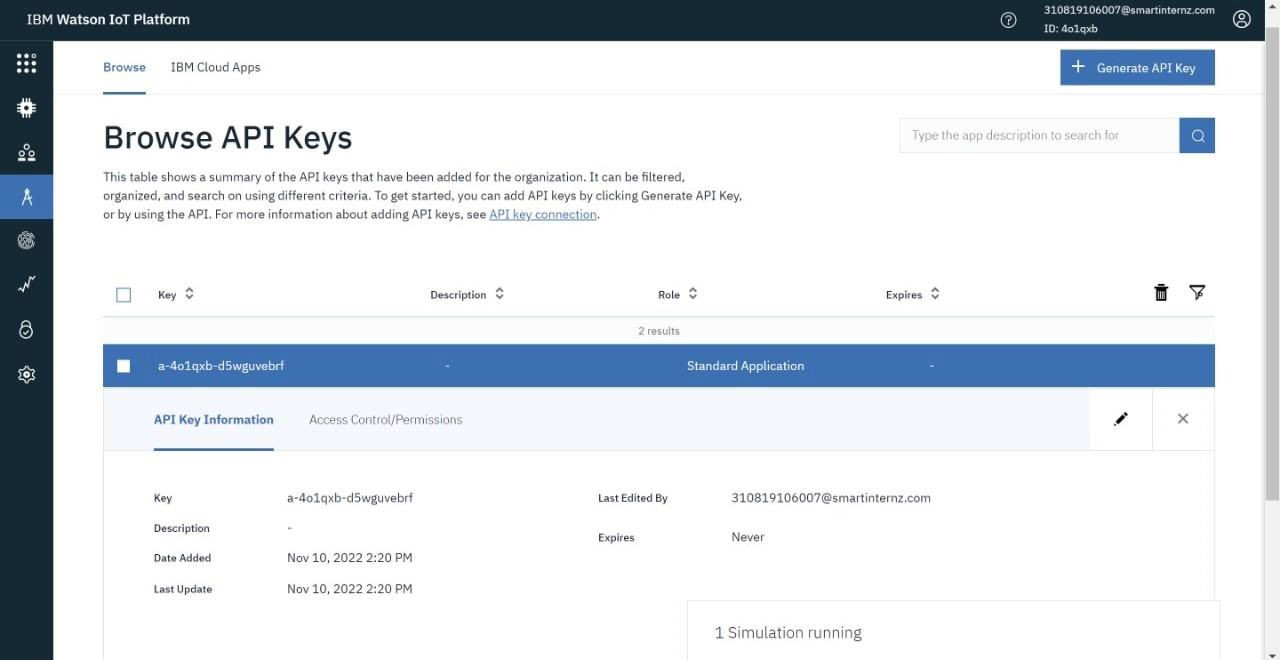 IBM Watson IoT Platform
310819106007@smartinternz.com
ID: 4o1qxb
Browse
IBM Cloud Apps
Generate API Key
Browse API Keys
Type the app description to search for
This table shows a summary of the API keys that have been added for the organization. It can be filtered,
organized, and search on using different criteria. To get started, you can add API keys by clicking Generate API Key,
or by using the API. For more information about adding API keys, see API key connection.
Key
Description
Role
Expires
2 results
a-4o1qxb-d5wguvebrf
-
Standard Application
-
API Key Information
Access Control/Permissions
Key
a-4o1qxb-d5wguvebrf
Last Edited By
310819106007@smartinternz.com
Description
-
Expires
Never
Date Added
Nov 10, 2022 2:20 PM
Last Update
Nov 10, 2022 2:20 PM
1 Simulation running